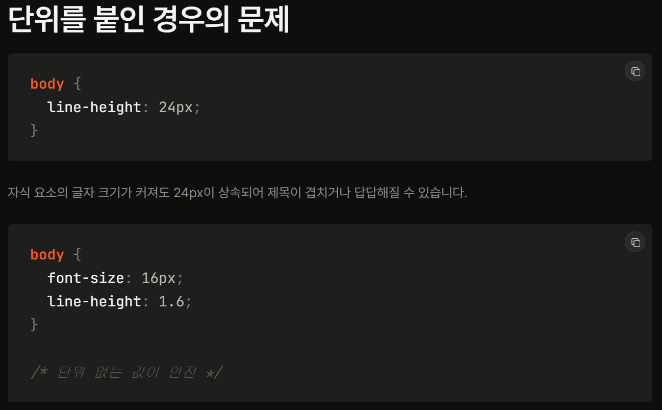 단위를 붙인 경우의 문제
body {
  line-height: 24px;
}
자식 요소의 글자 크기가 커져도 24px이 상속되어 제목이 겹치거나 답답해질 수 있습니다.
body {
  font-size: 16px;
  line-height: 1.6;
}
/* 단위 없는 값이 안전 */